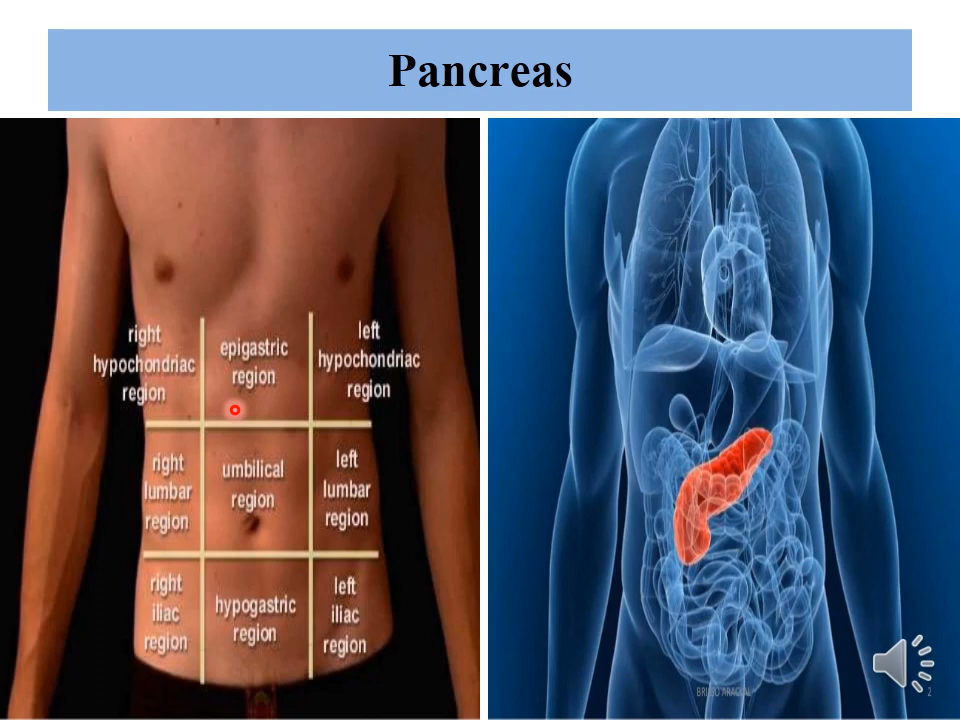 Pancreas
right
hypochondriac
region
epigastric
region
left
hypochondriac
region
right
lumbar
region
umbilical
region
left
lumbar
region
right
iliac
region
hypogastric
region
left
iliac
region
2